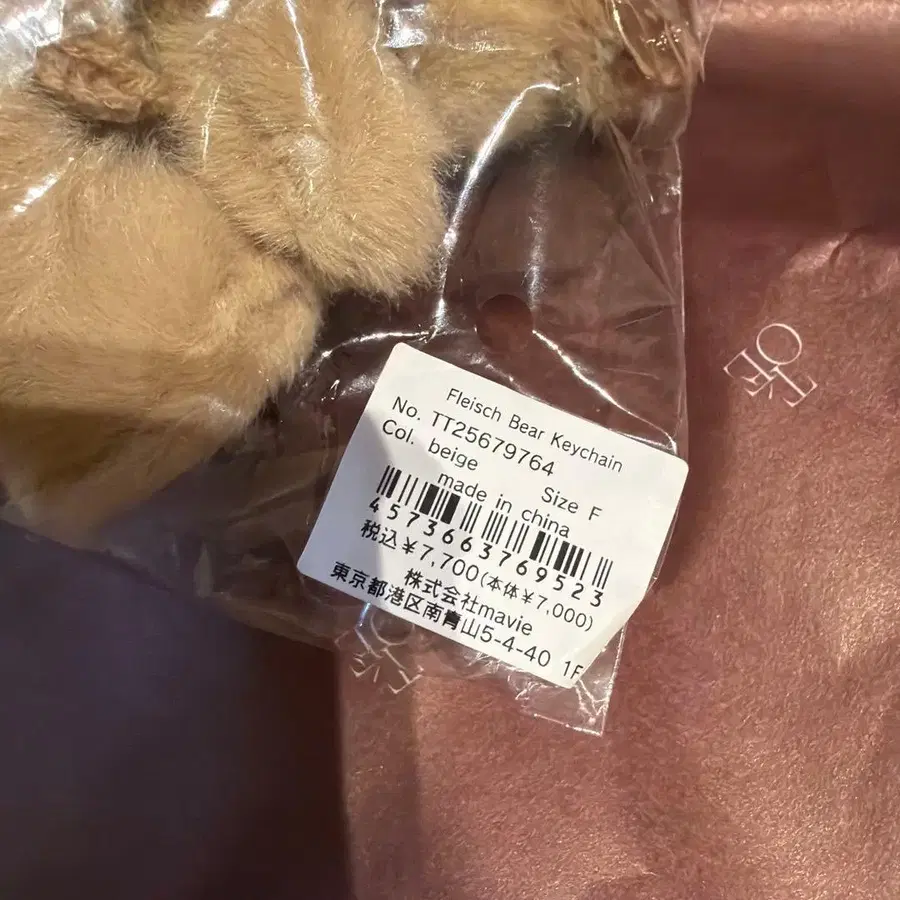 Fleisch Bear Keychain
No. TT25679764
Col. beige Size F
made in china
4573663769523
税込￥7,700(本体￥7,000)
株式会社mavie
東京都港区南青山5-4-40 1F